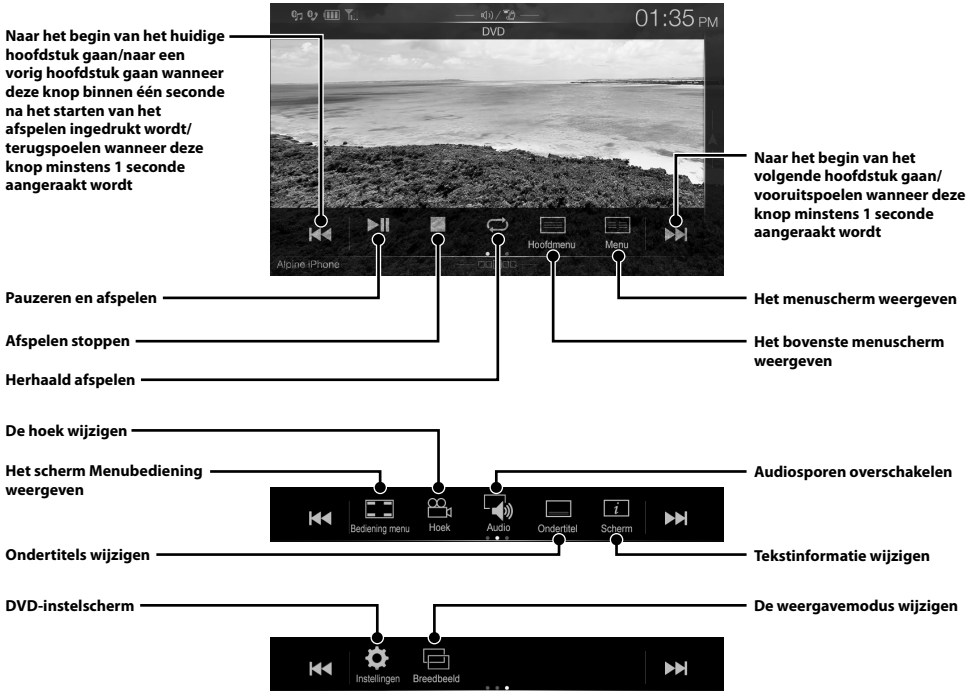 01:35 PM
DVD
Naar het begin van het huidige
hoofdstuk gaan/naar een
vorig hoofdstuk gaan wanneer
deze knop binnen één seconde
na het starten van het
afspelen ingedrukt wordt/
terugspoelen wanneer deze
knop minstens 1 seconde
aangeraakt wordt
Naar het begin van het
volgende hoofdstuk gaan/
vooruitspoelen wanneer deze
knop minstens 1 seconde
aangeraakt wordt
Hoofdmenu
Menu
Alpine iPhone
Pauzeren en afspelen
Het menuscherm weergeven
Afspelen stoppen
Het bovenste menuscherm
weergeven
Herhaald afspelen
De hoek wijzigen
Het scherm Menubediening
weergeven
Audiosporen overschakelen
Bediening menu
Hoek
Audio
Ondertitel
Scherm
Ondertitels wijzigen
Tekstinformatie wijzigen
DVD-instelscherm
De weergavemodus wijzigen
Instellingen
Breedbeeld